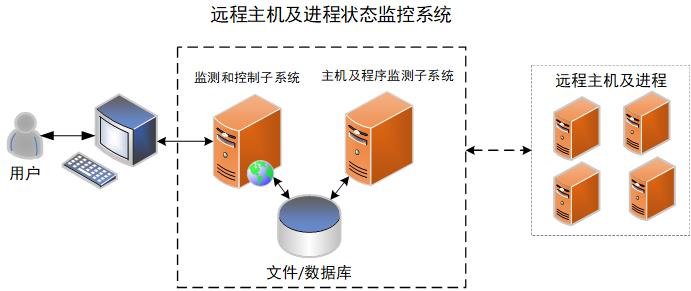 远程主机及进程状态监控系统
监测和控制子系统
主机及程序监测子系统
远程主机及进程
用户
文件/数据库